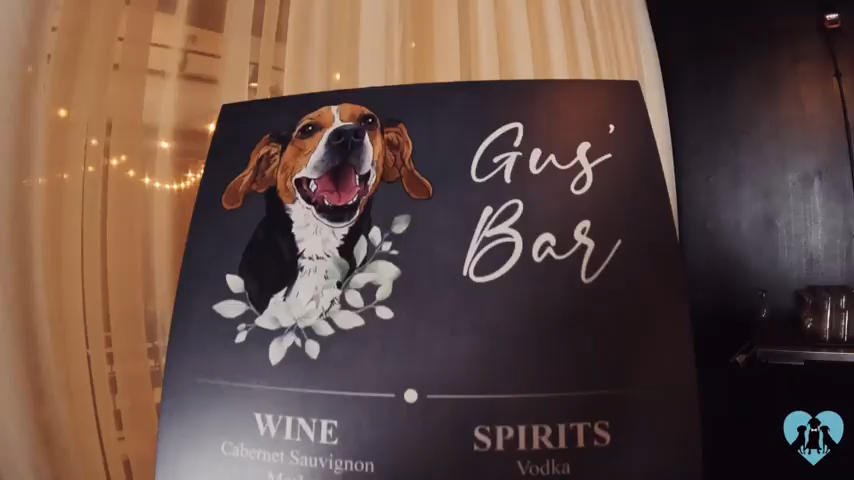 Gus'
Bar
WINE
Cabernet Sauvignon
SPIRITS
Vodka